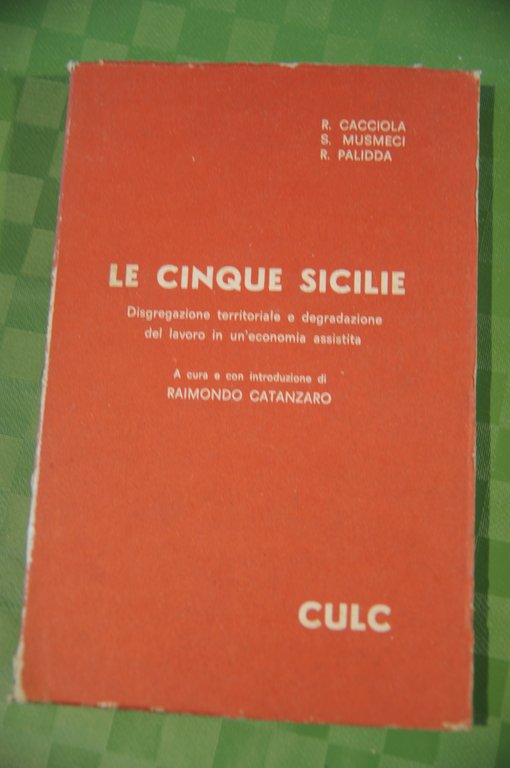 R. CACCIOLA
S. MUSMECI
R. PALIDDA
LE CINQUE SICILIE
Disgregazione territoriale e degradazione
del lavoro in un'economia assistita
A cura e con introduzione di
RAIMONDO CATANZARO
CULC